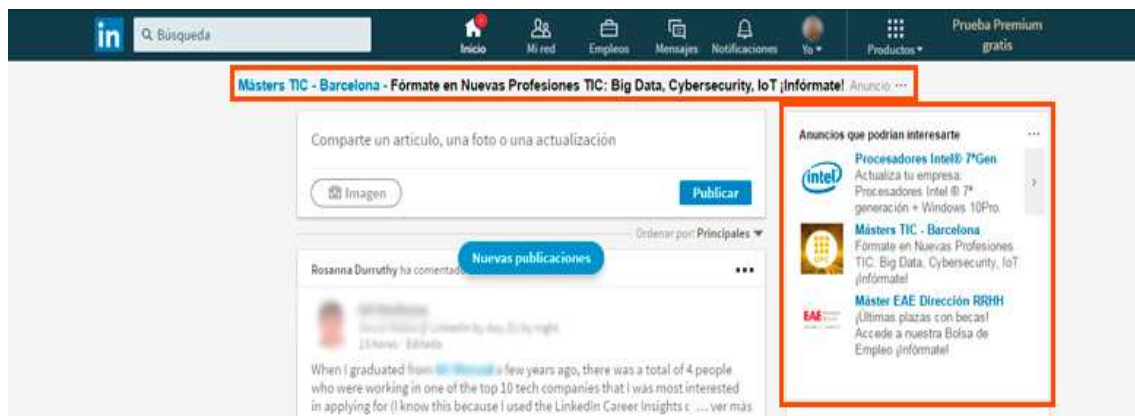 in Búsqueda
Inicio Mi red Empleos Mensajes Notificaciones Yo Productos Prueba Premium gratis
Másters TIC - Barcelona - Fórmate en Nuevas Profesiones TIC: Big Data, Cybersecurity, IoT ¡Infórmate! Anuncio ...
Comparte un artículo, una foto o una actualización
Imagen Publicar
Ordenar por: Principales
Nuevas publicaciones
Rosanna Durruthy ha comentado
When I graduated from a few years ago, there was a total of 4 people
who were working in one of the top 10 tech companies that I was most interested
in applying for (I know this because I used the LinkedIn Career Insights ... ver más
Anuncios que podrían interesarte ...
intel
Procesadores Intel® 7ªGen
Actualiza tu empresa:
Procesadores Intel ® 7ª
generación + Windows 10Pro.
UPC
Másters TIC - Barcelona
Fórmate en Nuevas Profesiones
TIC: Big Data, Cybersecurity, IoT
¡Infórmate!
EAE
Máster EAE Dirección RRHH
¡Últimas plazas con becas!
Accede a nuestra Bolsa de
Empleo ¡Infórmate!